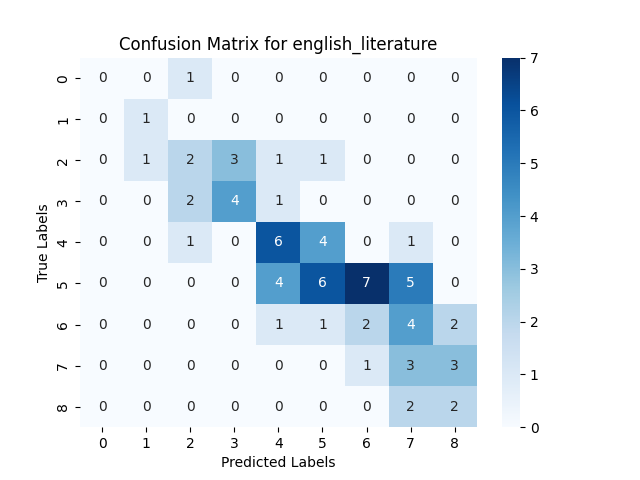 Confusion Matrix for english_literature
True Labels
0 0 0 1 0 0 0 0 0 0
1 0 1 0 0 0 0 0 0 0
2 0 1 2 3 1 1 0 0 0
3 0 0 2 4 1 0 0 0 0
4 0 0 1 0 6 4 0 1 0
5 0 0 0 0 4 6 7 5 0
6 0 0 0 0 1 1 2 4 2
7 0 0 0 0 0 0 1 3 3
8 0 0 0 0 0 0 0 2 2
0 1 2 3 4 5 6 7 8
Predicted Labels
7
6
5
4
3
2
1
0